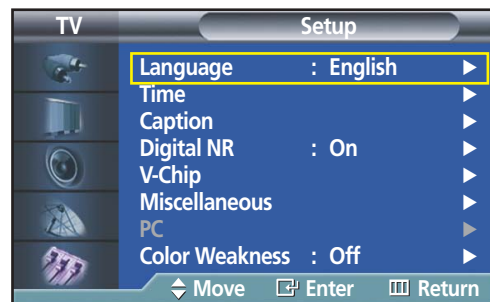 TV Setup
Language : English
Time
Caption
Digital NR : On
V-Chip
Miscellaneous
PC
Color Weakness : Off
Move Enter Return